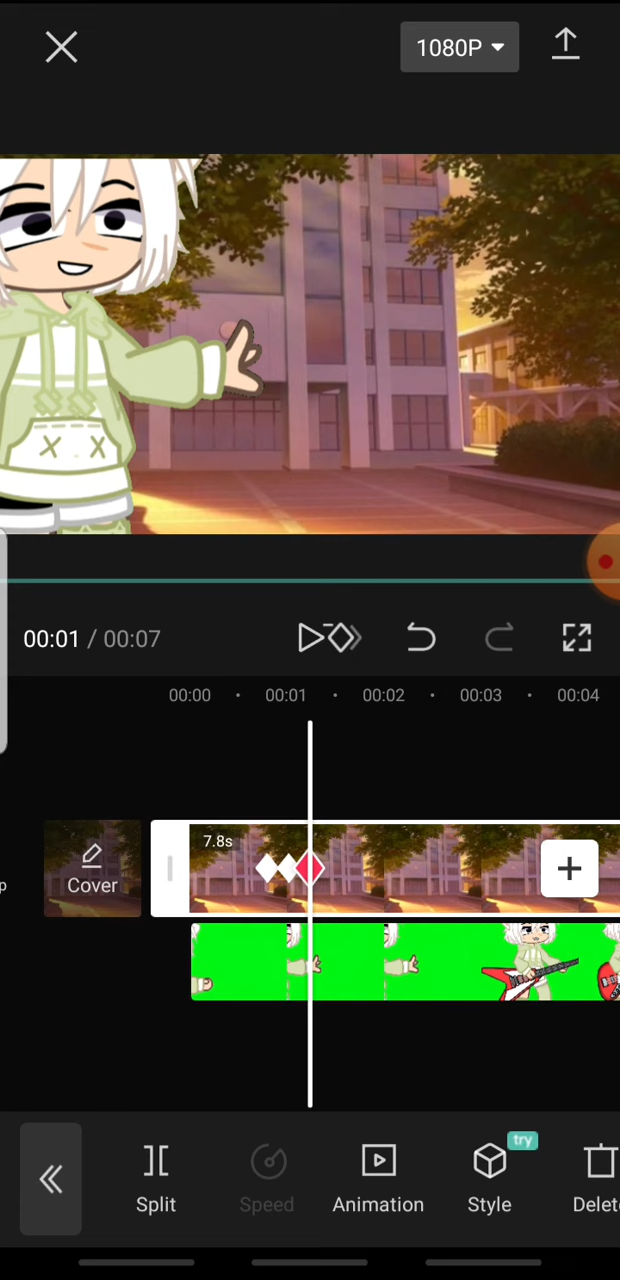 1080P
00:01 / 00:07
00:00 00:01 00:02 00:03 00:04
7.8s
Cover
p
try
Split Speed Animation Style Delet